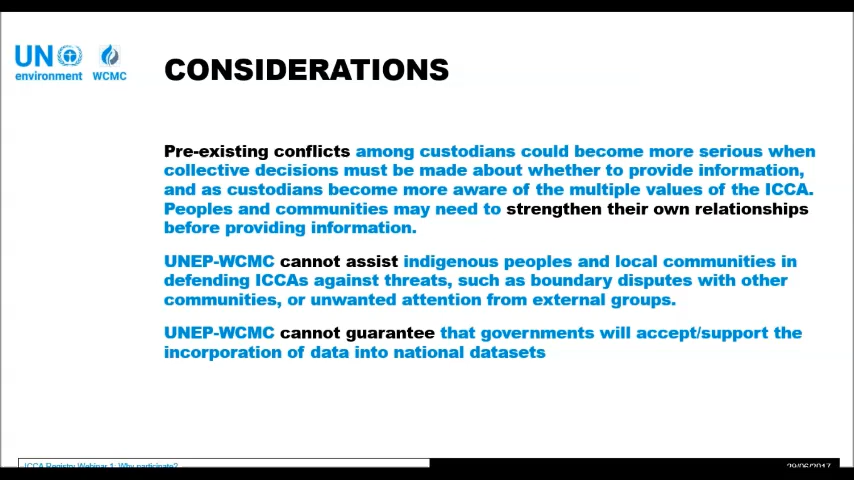 UN
environment
WCMC
CONSIDERATIONS
Pre-existing conflicts among custodians could become more serious when
collective decisions must be made about whether to provide information,
and as custodians become more aware of the multiple values of the ICCA.
Peoples and communities may need to strengthen their own relationships
before providing information.
UNEP-WCMC cannot assist indigenous peoples and local communities in
defending ICCAs against threats, such as boundary disputes with other
communities, or unwanted attention from external groups.
UNEP-WCMC cannot guarantee that governments will accept/support the
incorporation of data into national datasets
ICCA Registry Webinar 1: Why participate?
29/06/2017